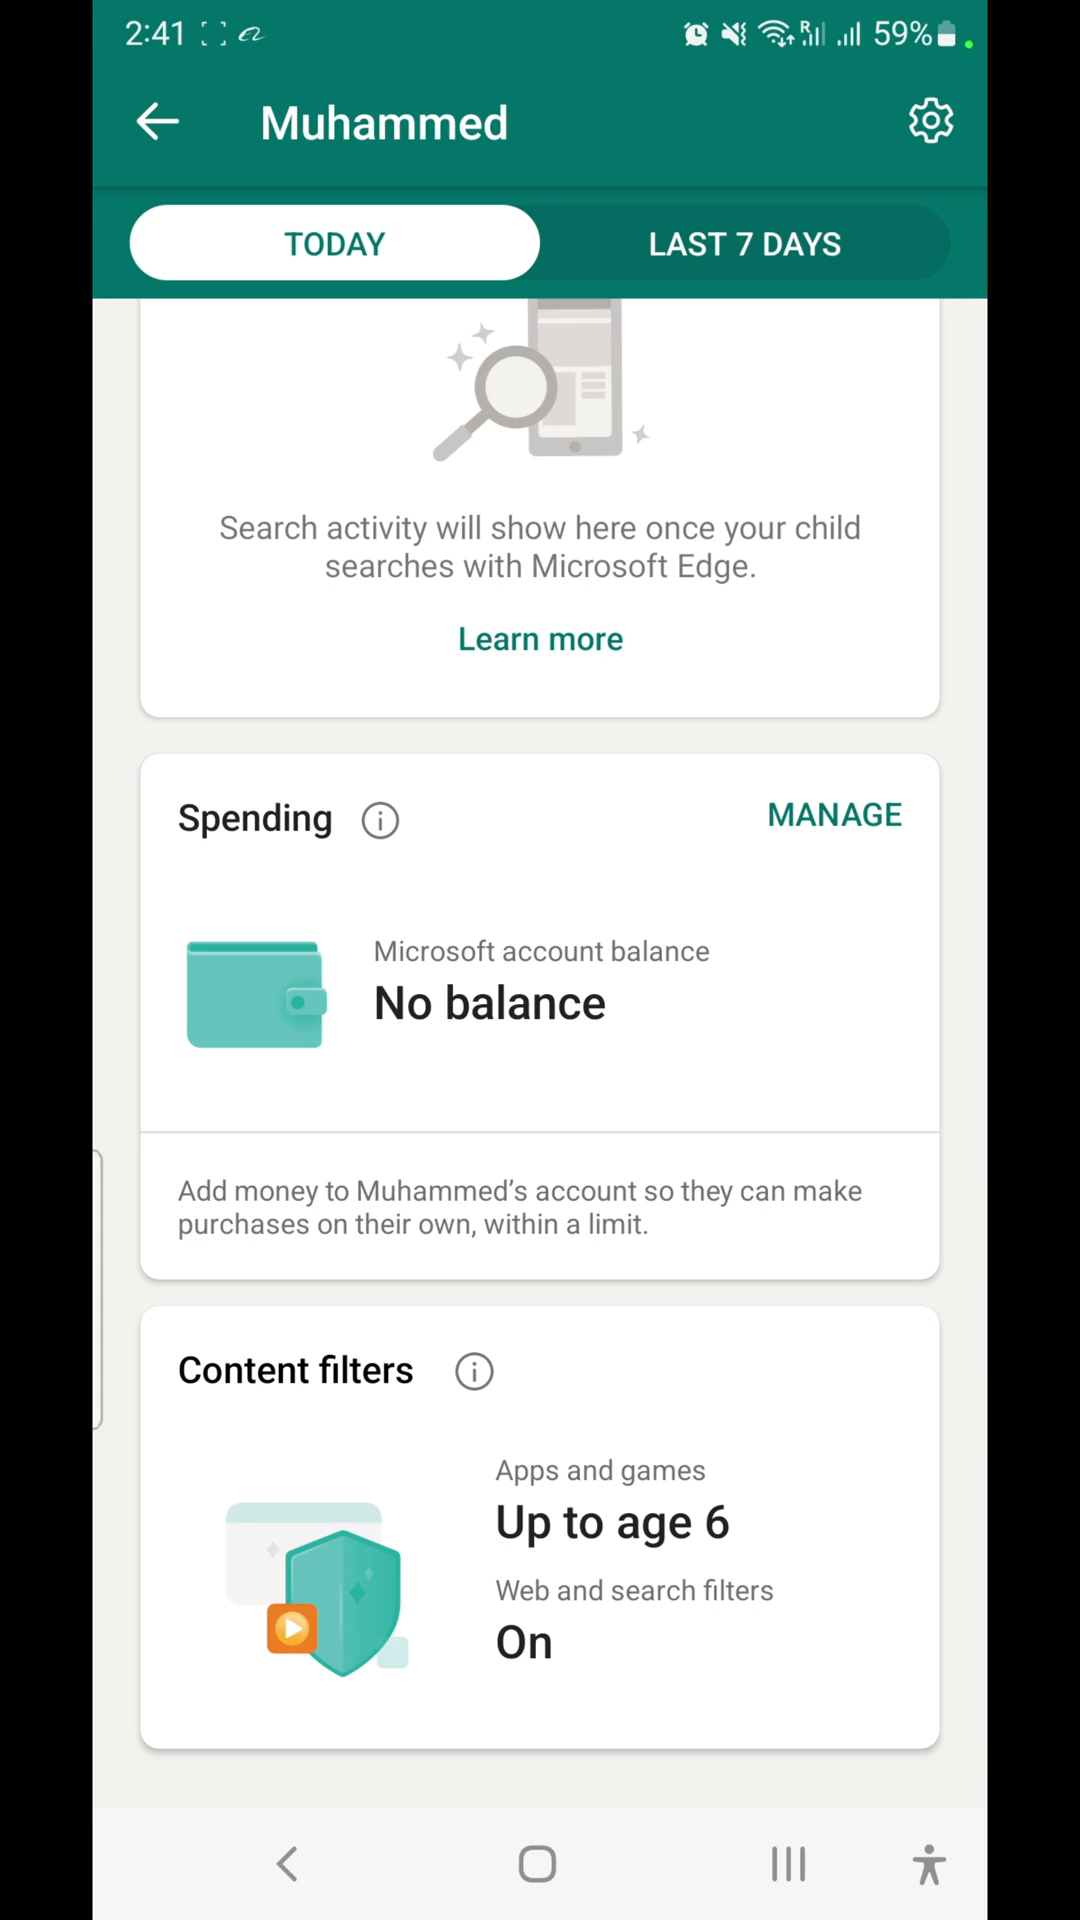 2:41
R
59%
Muhammed
TODAY
LAST 7 DAYS
Search activity will show here once your child
searches with Microsoft Edge.
Learn more
Spending
MANAGE
Microsoft account balance
No balance
Add money to Muhammed’s account so they can make
purchases on their own, within a limit.
Content filters
Apps and games
Up to age 6
Web and search filters
On